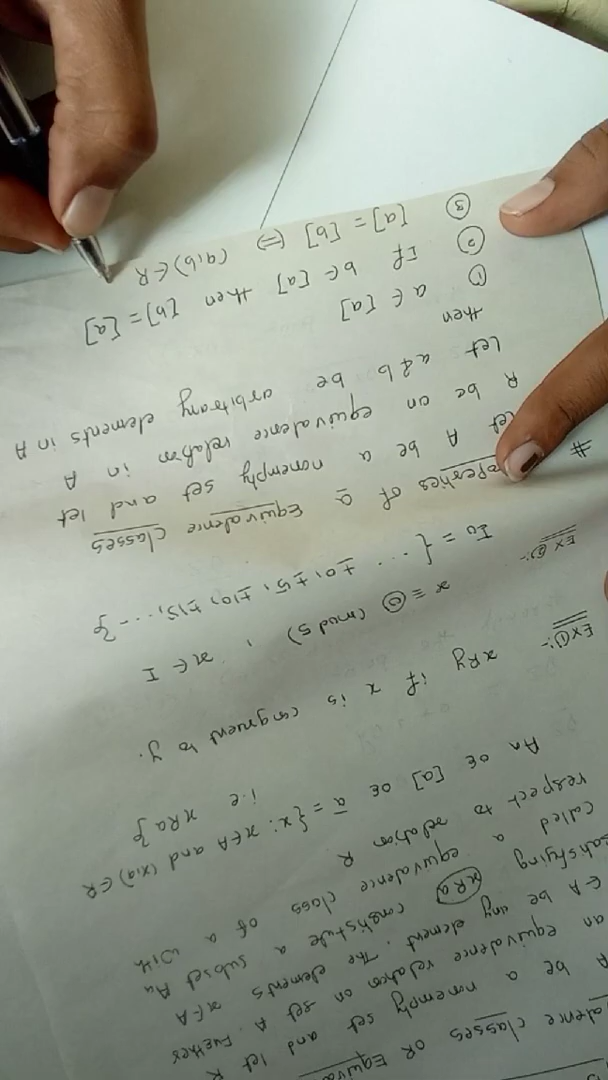 alence classes OR Equiva
A be a nonempty set and let R
an equivalence relation on set A. Further
∈ A be any element. The elements x ∈ A
satisfying xRa constitute a subset Aa
called a equivalence class of a with
respect to relation R
Aa or [a] or ā = {x : x ∈ A and (x,a) ∈ R
i.e xRa}
Ex①:- xRy if x is congruent to y.
x ≡ ⓪ (mod 5) , x ∈ I
Ex②:- I₀ = { ... ±0, ±5, ±10, ±15, ... }
# Properties of Equivalence classes
Let A be a nonempty set and let
R be an equivalence relation in A
Let a & b be arbitrary elements in A
then
① a ∈ [a]
② If b ∈ [a] then [b] = [a]
③ [a] = [b] ⇔ (a,b) ∈ R